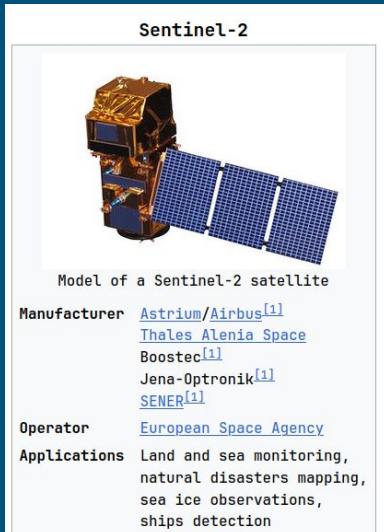 Sentinel-2
Model of a Sentinel-2 satellite
Manufacturer Astrium/Airbus[1]
Thales Alenia Space
Boostec[1]
Jena-Optronik[1]
SENER[1]
Operator European Space Agency
Applications Land and sea monitoring,
natural disasters mapping,
sea ice observations,
ships detection